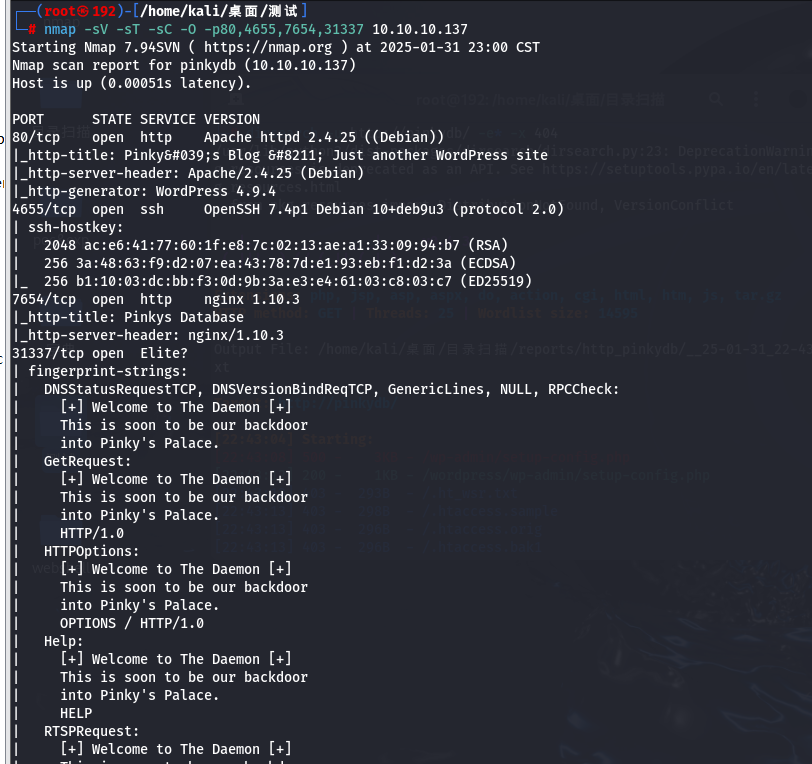 ┌──(root㉿192)-[/home/kali/桌面/测试]
└─# nmap -sV -sT -sC -O -p80,4655,7654,31337 10.10.10.137
Starting Nmap 7.94SVN ( https://nmap.org ) at 2025-01-31 23:00 CST
Nmap scan report for pinkydb (10.10.10.137)
Host is up (0.00051s latency).

PORT      STATE SERVICE VERSION
80/tcp    open  http    Apache httpd 2.4.25 ((Debian))
|_http-title: Pinky&#039;s Blog &#8211; Just another WordPress site
|_http-server-header: Apache/2.4.25 (Debian)
|_http-generator: WordPress 4.9.4
4655/tcp  open  ssh     OpenSSH 7.4p1 Debian 10+deb9u3 (protocol 2.0)
| ssh-hostkey:
|   2048 ac:e6:41:77:60:1f:e8:7c:02:13:ae:a1:33:09:94:b7 (RSA)
|   256 3a:48:63:f9:d2:07:ea:43:78:7d:e1:93:eb:f1:d2:3a (ECDSA)
|_  256 b1:10:03:dc:bb:f3:0d:9b:3a:e3:e4:61:03:c8:03:c7 (ED25519)
7654/tcp  open  http    nginx 1.10.3
|_http-title: Pinkys Database
|_http-server-header: nginx/1.10.3
31337/tcp open  Elite?
| fingerprint-strings:
|   DNSStatusRequestTCP, DNSVersionBindReqTCP, GenericLines, NULL, RPCCheck:
|     [+] Welcome to The Daemon [+]
|     This is soon to be our backdoor
|     into Pinky's Palace.
|   GetRequest:
|     [+] Welcome to The Daemon [+]
|     This is soon to be our backdoor
|     into Pinky's Palace.
|     HTTP/1.0
|   HTTPOptions:
|     [+] Welcome to The Daemon [+]
|     This is soon to be our backdoor
|     into Pinky's Palace.
|     OPTIONS / HTTP/1.0
|   Help:
|     [+] Welcome to The Daemon [+]
|     This is soon to be our backdoor
|     into Pinky's Palace.
|     HELP
|   RTSPRequest:
|     [+] Welcome to The Daemon [+]